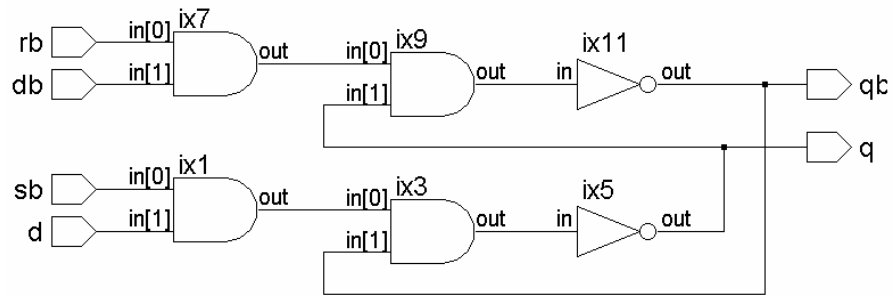 ix7
ix9
ix11
rb
in[0]
out
in[0]
out
in
out
qb
db
in[1]
in[1]
q
ix1
ix3
ix5
sb
in[0]
out
in[0]
out
in
out
d
in[1]
in[1]